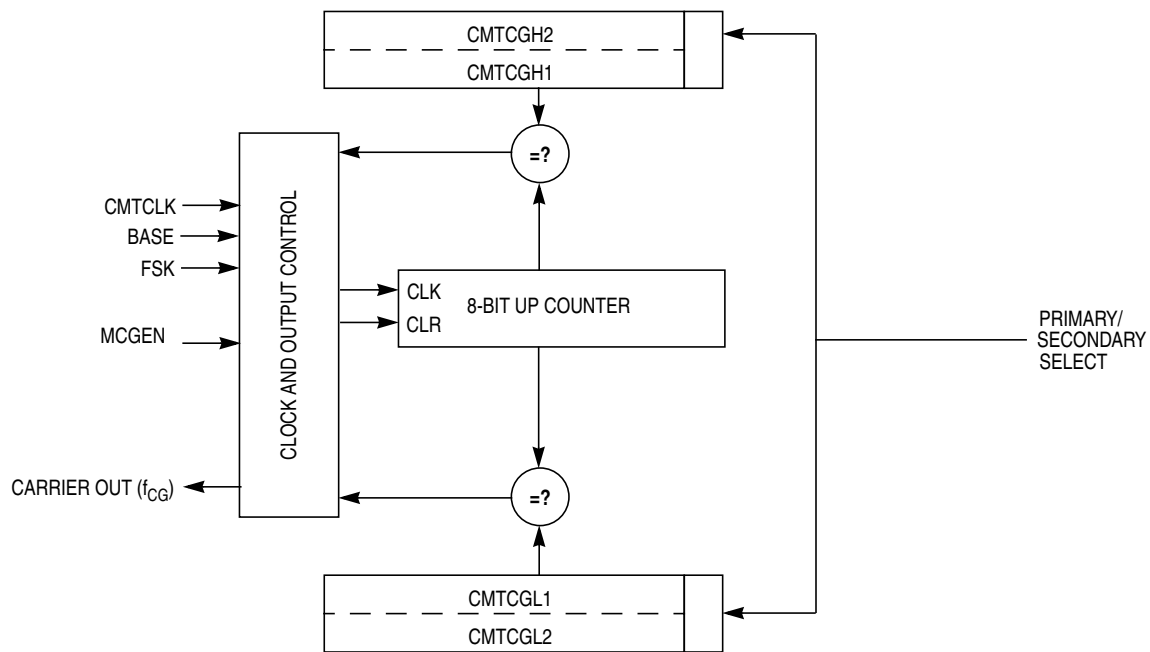 CMTCGH2
CMTCGH1
=?
CMTCLK
BASE
FSK
MCGEN
CLOCK AND OUTPUT CONTROL
CLK
CLR
8-BIT UP COUNTER
PRIMARY/
SECONDARY
SELECT
CARRIER OUT (fCG)
=?
CMTCGL1
CMTCGL2